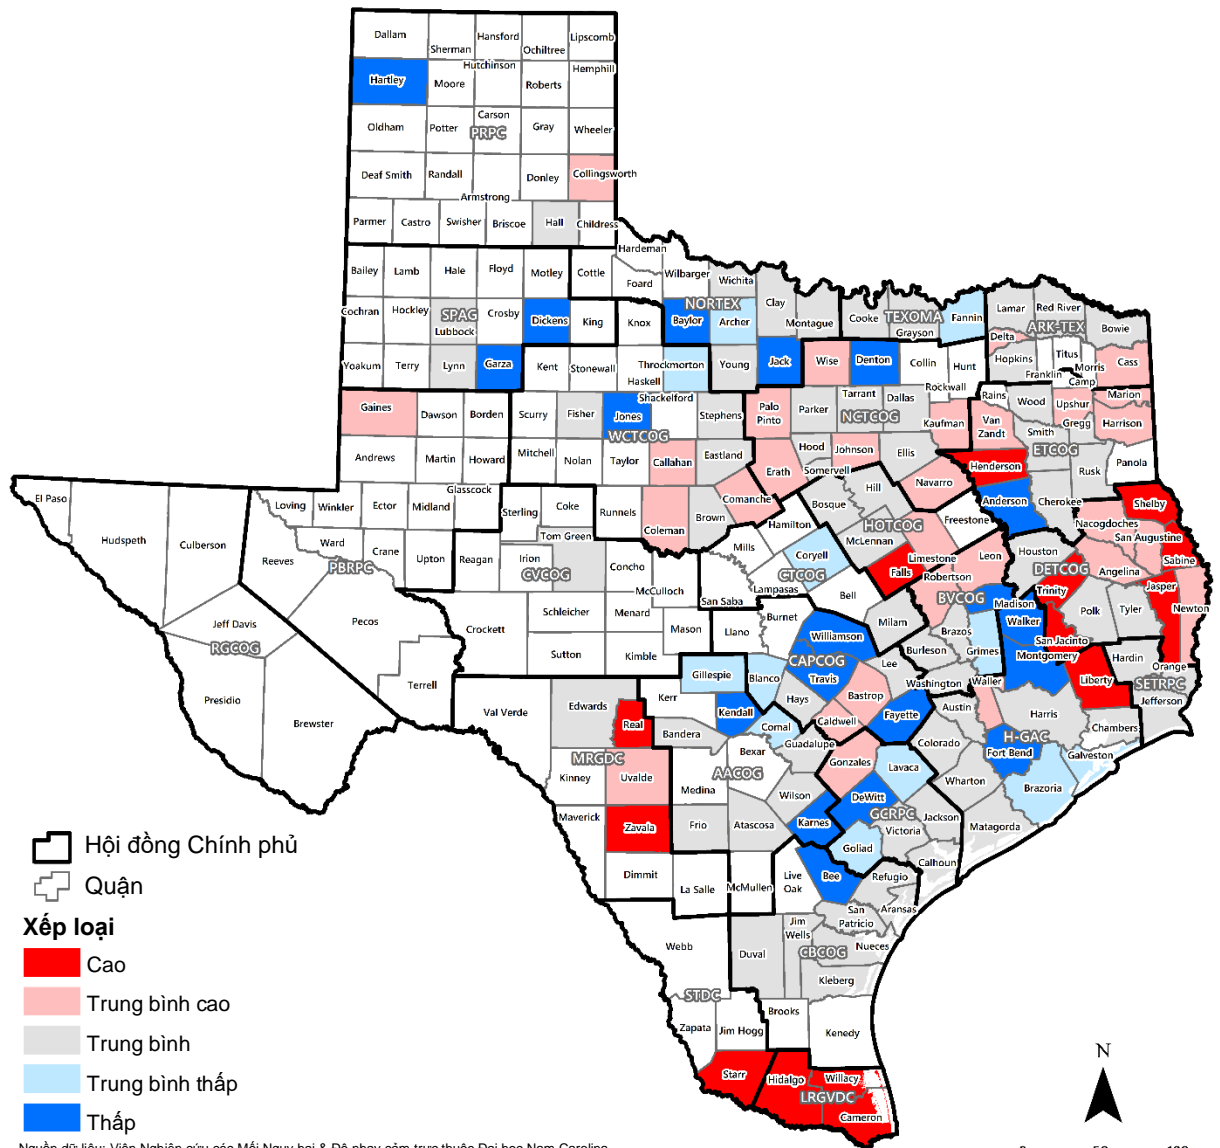 Dallam Sherman Hansford Ochiltree Lipscomb
Hartley Moore Hutchinson Roberts Hemphill
Oldham Potter Carson Gray Wheeler
PRPC
Deaf Smith Randall Armstrong Donley Collingsworth
Parmer Castro Swisher Briscoe Hall Childress
Bailey Lamb Hale Floyd Motley Cottle Hardeman Foard Wilbarger Wichita
Cochran Hockley SPAG Lubbock Crosby Dickens King Knox NORTEX Baylor Archer Clay Montague Cooke TEXOMA Grayson Fannin Lamar Red River ARK-TEX Bowie
Yoakum Terry Lynn Garza Kent Stonewall Haskell Throckmorton Young Jack Wise Denton Collin Hunt Delta Hopkins Franklin Titus Morris Camp Cass
Gaines Dawson Borden Scurry Fisher Jones Shackelford Stephens Palo Pinto Parker Tarrant Dallas Rockwall Kaufman Rains Van Zandt Wood Upshur Marion Gregg Harrison
WCTCOG NCTCOG ETCOG
Andrews Martin Howard Mitchell Nolan Taylor Callahan Eastland Erath Hood Somervell Johnson Ellis Navarro Henderson Smith Rusk Panola
El Paso Hudspeth Culberson Loving Winkler Ector Midland Glasscock Sterling Coke Runnels Coleman Brown Comanche Bosque Hill Freestone Anderson Cherokee Shelby
Reeves Ward Crane Upton Reagan Irion Tom Green Concho McCulloch Mills Hamilton Coryell McLennan Limestone Leon Houston Nacogdoches San Augustine Sabine
PBRPC CVCOG CTCOG HOTCOG DETCOG
Jeff Davis Pecos Crockett Schleicher Menard Mason San Saba Lampasas Bell Falls Robertson Madison Trinity Angelina Jasper Newton
RGCOG BVCOG
Presidio Brewster Terrell Sutton Kimble Llano Burnet Williamson Milam Brazos Grimes Walker San Jacinto Polk Tyler
Val Verde Edwards Real Kerr Gillespie Blanco Travis Lee Burleson Washington Waller Montgomery Liberty Hardin Orange Jefferson
CAPCOG SETRPC
Kendall Comal Hays Bastrop Caldwell Fayette Austin Harris Chambers
Bandera Bexar Guadalupe Gonzales Lavaca Colorado Fort Bend Galveston Brazoria
MRGDC AACOG H-GAC
Kinney Uvalde Medina Wilson Karnes DeWitt Wharton Jackson Matagorda
GCRPC
Maverick Zavala Frio Atascosa Goliad Victoria Calhoun
Dimmit La Salle McMullen Live Oak Bee Refugio Aransas
Webb Duval Jim Wells San Patricio Nueces Kleberg
STDC CBCOG
Zapata Jim Hogg Brooks Kenedy
Starr Hidalgo Willacy Cameron
LRGVDC
Hội đồng Chính phủ
Quận
Xếp loại
Cao
Trung bình cao
Trung bình
Trung bình thấp
Thấp
N